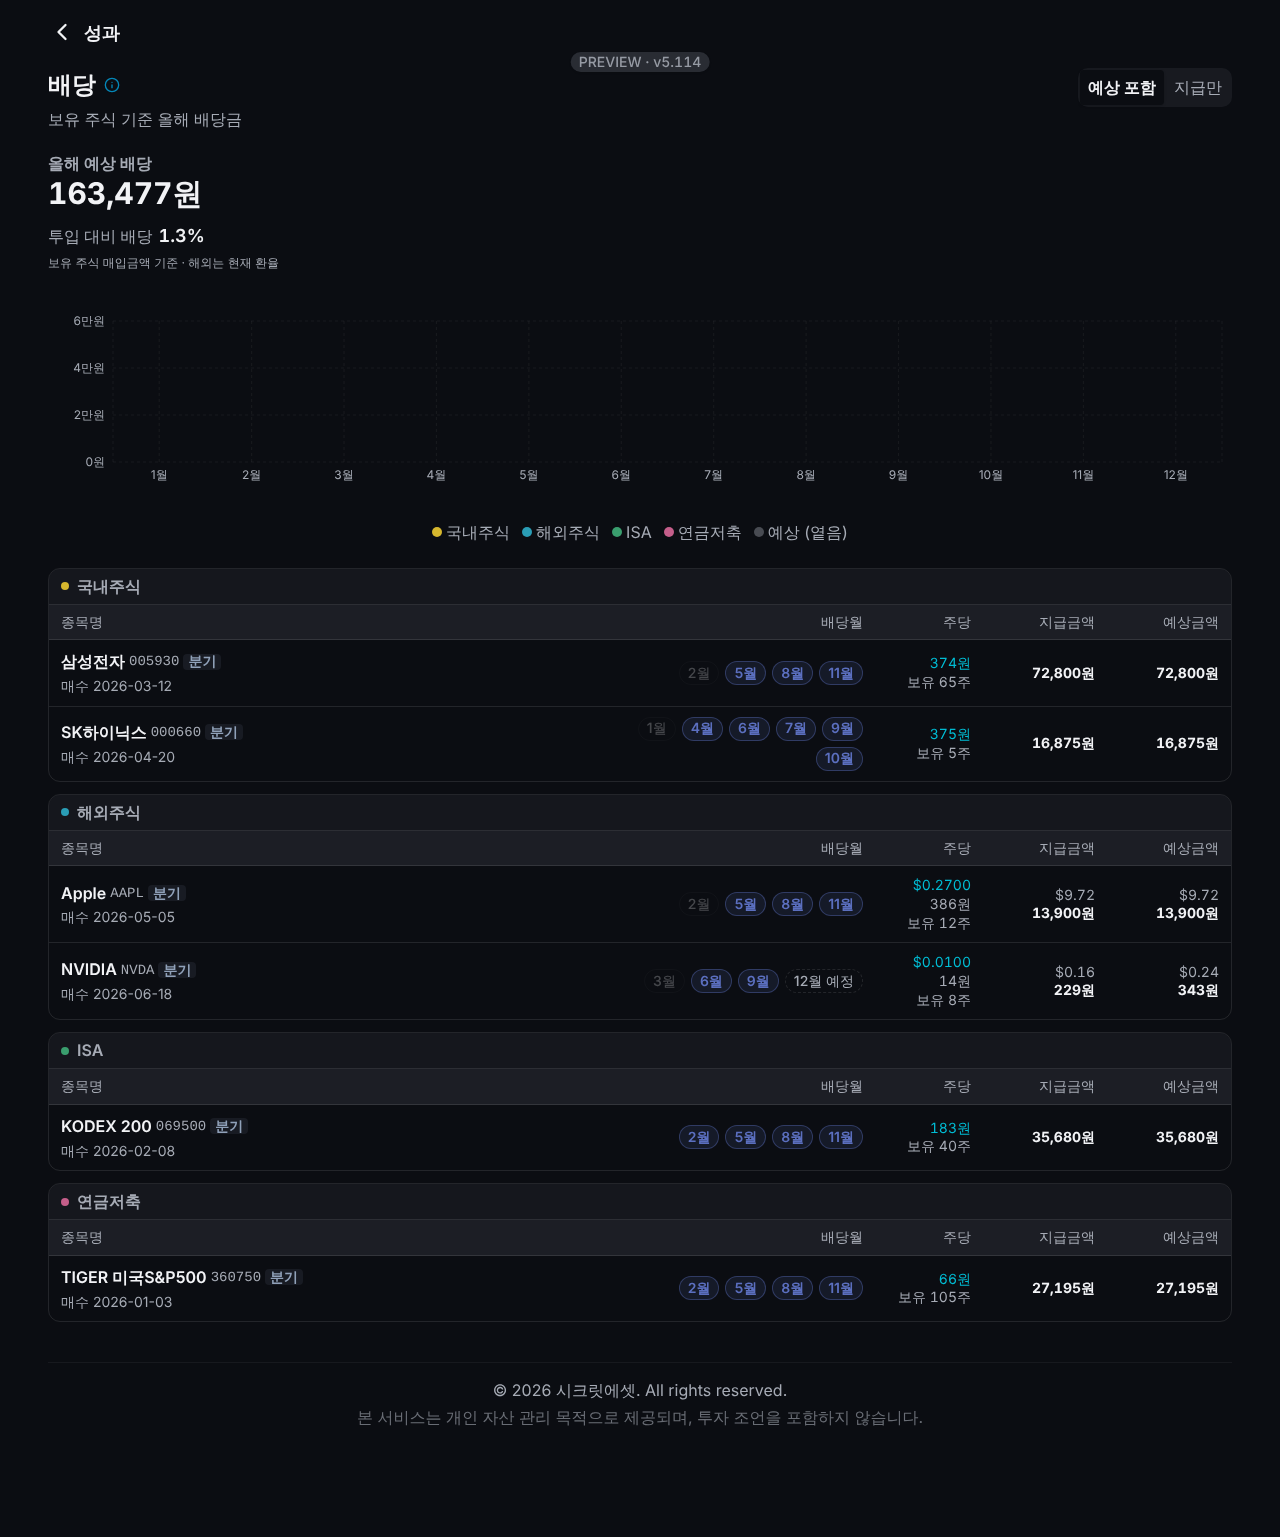 성과
PREVIEW · v5.114
배당
예상 포함 지급만
보유 주식 기준 올해 배당금
올해 예상 배당
163,477원
투입 대비 배당 1.3%
보유 주식 매입금액 기준 · 해외는 현재 환율
6만원
4만원
2만원
0원
1월 2월 3월 4월 5월 6월 7월 8월 9월 10월 11월 12월
국내주식 해외주식 ISA 연금저축 예상 (옅음)
국내주식
종목명 배당월 주당 지급금액 예상금액
삼성전자 005930 분기
매수 2026-03-12
2월 5월 8월 11월
374원
보유 65주
72,800원 72,800원
SK하이닉스 000660 분기
매수 2026-04-20
1월 4월 6월 7월 9월
10월
375원
보유 5주
16,875원 16,875원
해외주식
종목명 배당월 주당 지급금액 예상금액
Apple AAPL 분기
매수 2026-05-05
2월 5월 8월 11월
$0.2700
386원
보유 12주
$9.72
13,900원
$9.72
13,900원
NVIDIA NVDA 분기
매수 2026-06-18
3월 6월 9월 12월 예정
$0.0100
14원
보유 8주
$0.16
229원
$0.24
343원
ISA
종목명 배당월 주당 지급금액 예상금액
KODEX 200 069500 분기
매수 2026-02-08
2월 5월 8월 11월
183원
보유 40주
35,680원 35,680원
연금저축
종목명 배당월 주당 지급금액 예상금액
TIGER 미국S&P500 360750 분기
매수 2026-01-03
2월 5월 8월 11월
66원
보유 105주
27,195원 27,195원
© 2026 시크릿에셋. All rights reserved.
본 서비스는 개인 자산 관리 목적으로 제공되며, 투자 조언을 포함하지 않습니다.